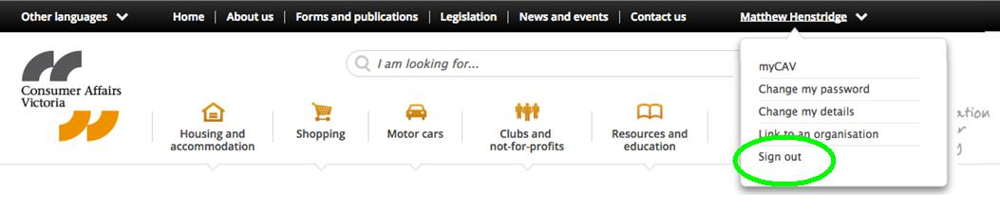 Other languages
Home
About us
Forms and publications
Legislation
News and events
Contact us
Matthew Henstridge
Consumer Affairs
Victoria
I am looking for...
Housing and
accommodation
Shopping
Motor cars
Clubs and
not-for-profits
Resources and
education
myCAV
Change my password
Change my details
Link to an organisation
Sign out